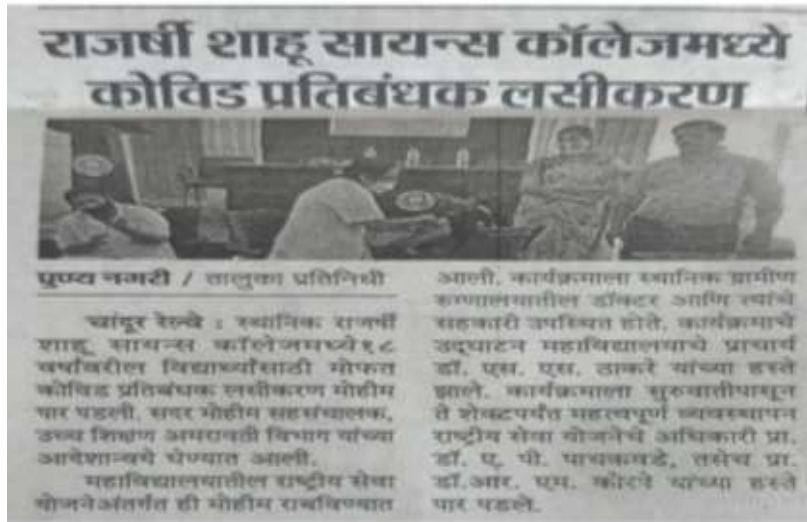 राजर्षी शाहू सायन्स कॉलेजमध्ये
कोविड प्रतिबंधक लसीकरण
पुण्य नगरी / तालुका प्रतिनिधी
चांदूर रेल्वे : स्थानिक राजर्षी
शाहू सायन्स कॉलेजमध्ये १८
वर्षावरील विद्यार्थ्यांसाठी मोफत
कोविड प्रतिबंधक लसीकरण मोहीम
पार पडली. सदर मोहीम सहसंचालक,
उच्च शिक्षण अमरावती विभाग यांच्या
आदेशान्वये घेण्यात आली.
महाविद्यालयातील राष्ट्रीय सेवा
योजनेअंतर्गत ही मोहीम राबविण्यात
आली. कार्यक्रमाला स्थानिक ग्रामीण
रुग्णालयातील डॉक्टर आणि त्यांचे
सहकारी उपस्थित होते. कार्यक्रमाचे
उद्घाटन महाविद्यालयाचे प्राचार्य
डॉ. एस. एस. ठाकरे यांच्या हस्ते
झाले. कार्यक्रमाला सुरुवातीपासून
ते शेवटपर्यंत महत्वपूर्ण व्यवस्थापन
राष्ट्रीय सेवा योजनेचे अधिकारी प्रा.
डॉ. ए. पी. पाचकवडे, तसेच प्रा.
डॉ.आर. एम. यांच्या हस्ते
पार पडले.